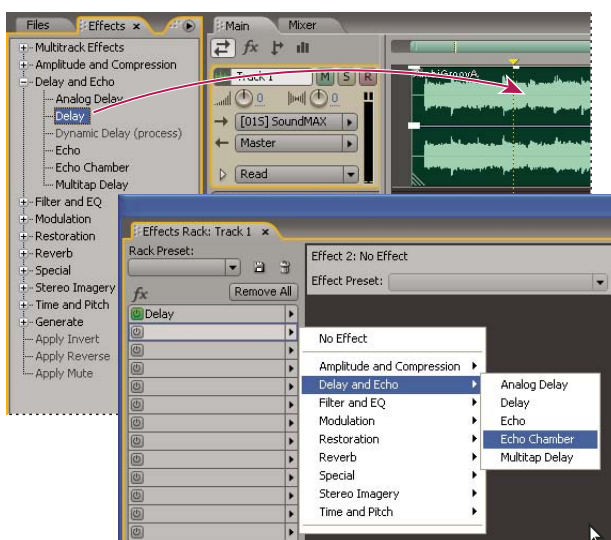 Files
Effects ×
Main
Mixer
Multitrack Effects
Amplitude and Compression
Delay and Echo
Analog Delay
Delay
Dynamic Delay (process)
Echo
Echo Chamber
Multitap Delay
Filter and EQ
Modulation
Restoration
Reverb
Special
Stereo Imagery
Time and Pitch
Generate
Apply Invert
Apply Reverse
Apply Mute
fx
Track 1
M S R
0
0
[01S] SoundMAX
Master
Read
Effects Rack: Track 1 ×
Rack Preset:
fx
Remove All
Delay
Effect 2: No Effect
Effect Preset:
No Effect
Amplitude and Compression
Delay and Echo
Filter and EQ
Modulation
Restoration
Reverb
Special
Stereo Imagery
Time and Pitch
Analog Delay
Delay
Echo
Echo Chamber
Multitap Delay